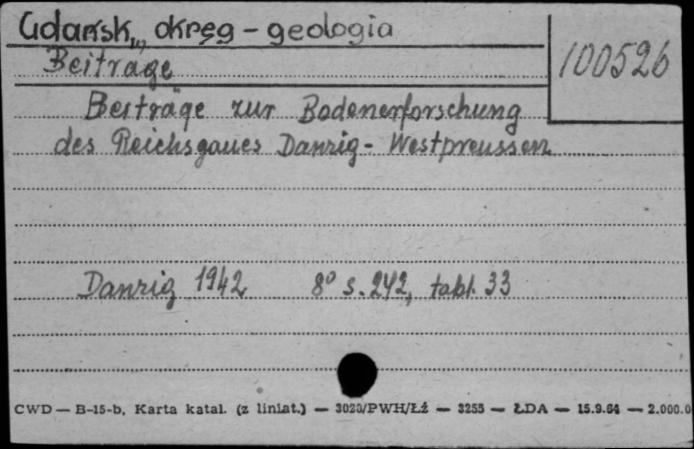 Gdańsk, okręg - geologia
100526
Beiträge
Beiträge zur Bodenerforschung
des Reichsgaues Danzig - Westpreussen
Danzig 1942 8° s. 242, tabl. 33
CWD — B-15-b, Karta katal. (z liniat.) — 3020/PWH/Łź — 3255 — ŁDA — 15.9.64 — 2.000.0